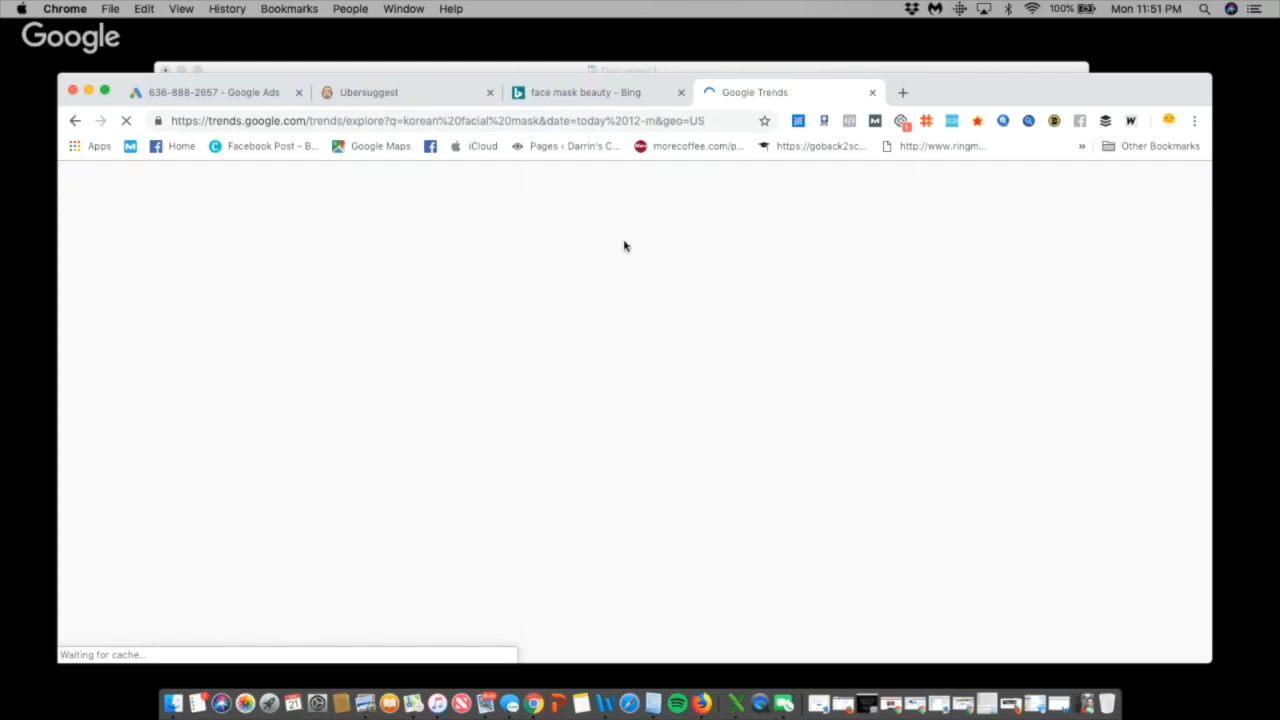 Chrome File Edit View History Bookmarks People Window Help 100% Mon 11:51 PM
Google
Document1
636-888-2657 - Google Ads Ubersuggest face mask beauty - Bing Google Trends
https://trends.google.com/trends/explore?q=korean%20facial%20mask&date=today%2012-m&geo=US
Apps Home Facebook Post – B... Google Maps iCloud Pages ‹ Darrin's C... morecoffee.com/p... https://goback2sc... http://www.ringm... » Other Bookmarks
Waiting for cache...